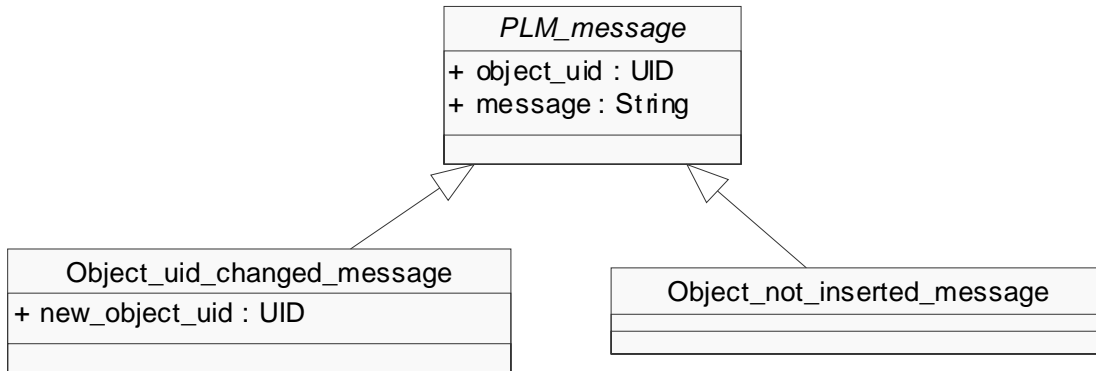 PLM_message
+ object_uid : UID
+ message : String
Object_uid_changed_message
+ new_object_uid : UID
Object_not_inserted_message